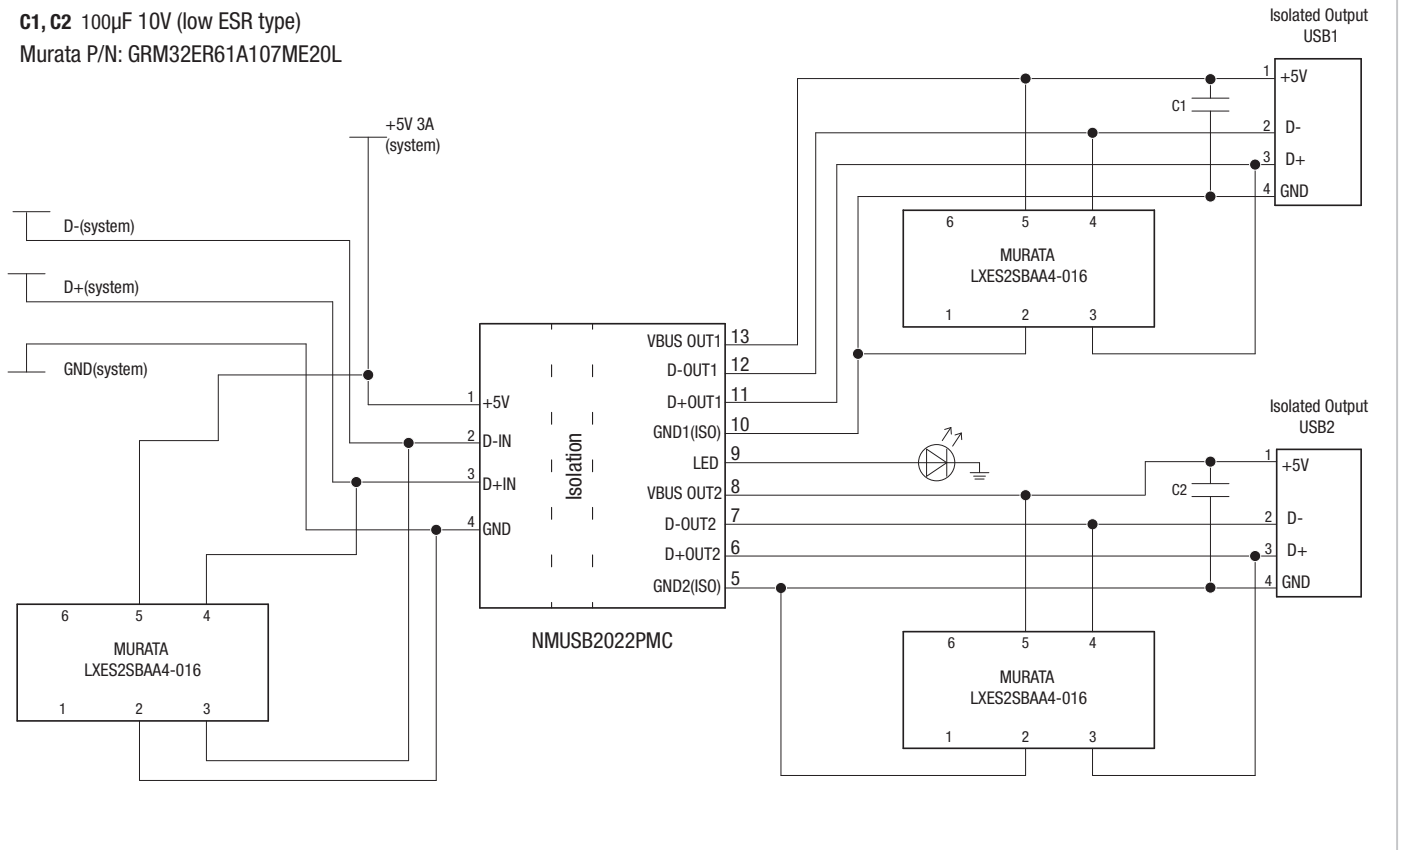 C1, C2 100µF 10V (low ESR type)
Murata P/N: GRM32ER61A107ME20L
Isolated Output
USB1
1 +5V
C1
2 D-
3 D+
4 GND
+5V 3A
(system)
D-(system)
D+(system)
GND(system)
6 5 4
MURATA
LXES2SBAA4-016
1 2 3
VBUS OUT1 13
D-OUT1 12
D+OUT1 11
GND1(ISO) 10
LED 9
VBUS OUT2 8
D-OUT2 7
D+OUT2 6
GND2(ISO) 5
1 +5V
2 D-IN
3 D+IN
4 GND
Isolation
NMUSB2022PMC
Isolated Output
USB2
1 +5V
C2
2 D-
3 D+
4 GND
6 5 4
MURATA
LXES2SBAA4-016
1 2 3
6 5 4
MURATA
LXES2SBAA4-016
1 2 3